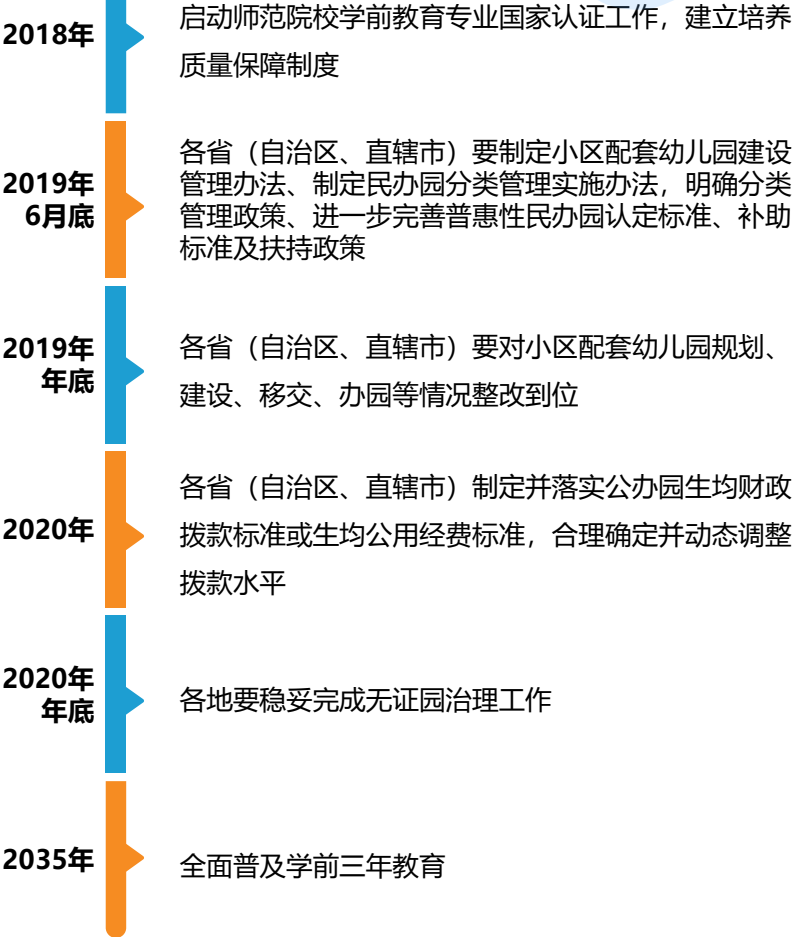 2018年
启动师范院校学前教育专业国家认证工作，建立培养
质量保障制度
2019年
6月底
各省（自治区、直辖市）要制定小区配套幼儿园建设
管理办法、制定民办园分类管理实施办法，明确分类
管理政策、进一步完善普惠性民办园认定标准、补助
标准及扶持政策
2019年
年底
各省（自治区、直辖市）要对小区配套幼儿园规划、
建设、移交、办园等情况整改到位
2020年
各省（自治区、直辖市）制定并落实公办园生均财政
拨款标准或生均公用经费标准，合理确定并动态调整
拨款水平
2020年
年底
各地要稳妥完成无证园治理工作
2035年
全面普及学前三年教育